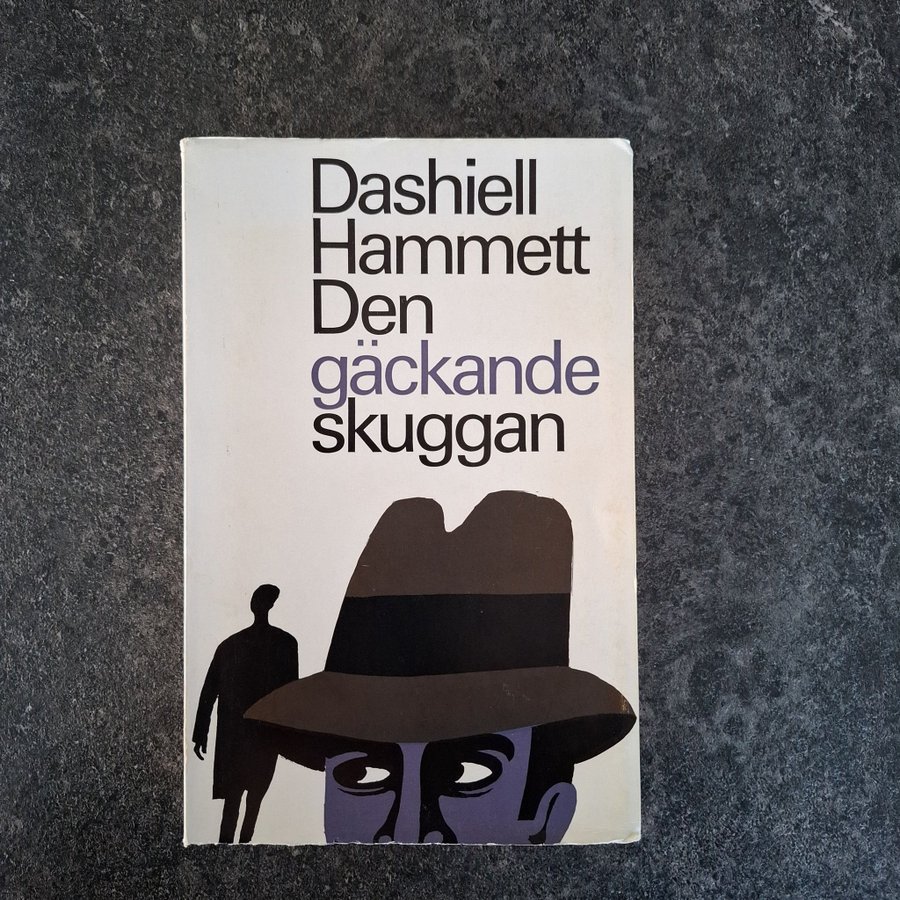 Dashiell
Hammett
Den
gäckande
skuggan